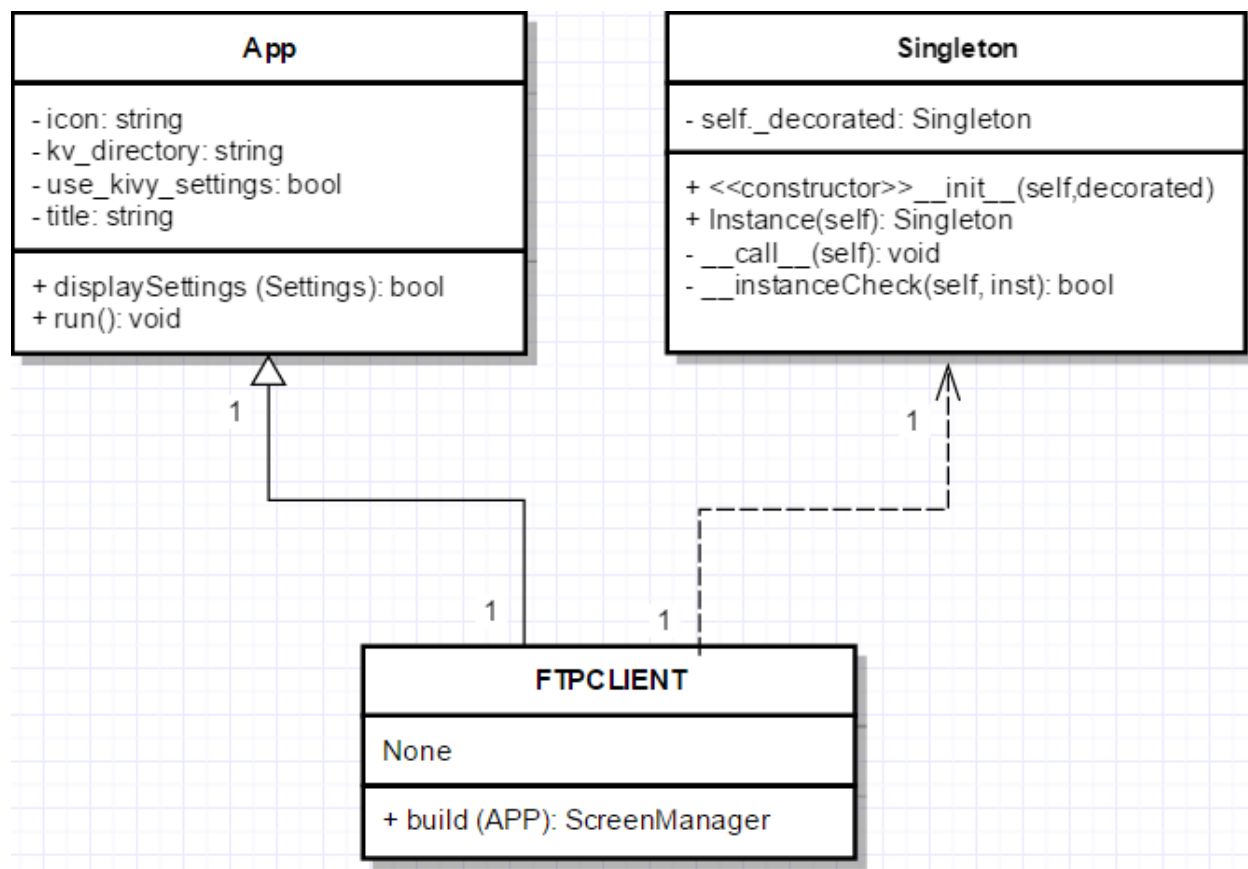 App
- icon: string
- kv_directory: string
- use_kivy_settings: bool
- title: string
+ displaySettings (Settings): bool
+ run(): void
Singleton
- self._decorated: Singleton
+ <<constructor>>__init__(self,decorated)
+ Instance(self): Singleton
- __call__(self): void
- __instanceCheck(self, inst): bool
1
1
1
1
FTPCLIENT
None
+ build (APP): ScreenManager